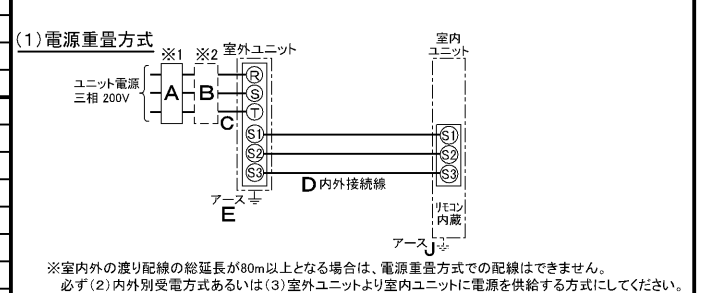 (1)電源重畳方式
※1 ※2 室外ユニット
室内
ユニット
ユニット電源
三相 200V
A
B
C
R
S
T
S1
S2
S3
S1
S2
S3
D 内外接続線
アース
E
リモコン
内蔵
アース J
※室内外の渡り配線の総延長が80m以上となる場合は、電源重畳方式での配線はできません。
必ず(2)内外別受電方式あるいは(3)室外ユニットより室内ユニットに電源を供給する方式にしてください。